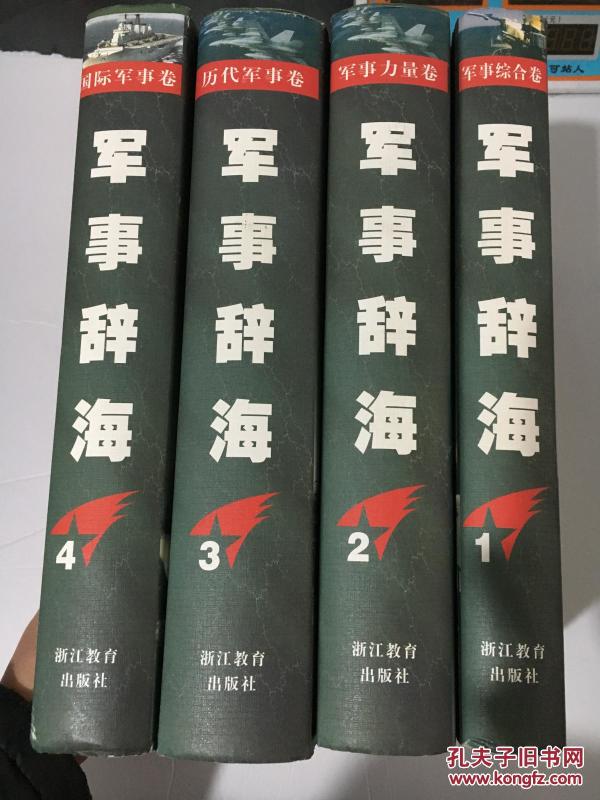 国际军事卷
军事辞海
4
浙江教育
出版社
历代军事卷
军事辞海
3
浙江教育
出版社
军事力量卷
军事辞海
2
浙江教育
出版社
军事综合卷
军事辞海
1
浙江教育
出版社
可站人
孔夫子旧书网
www.kongfz.com